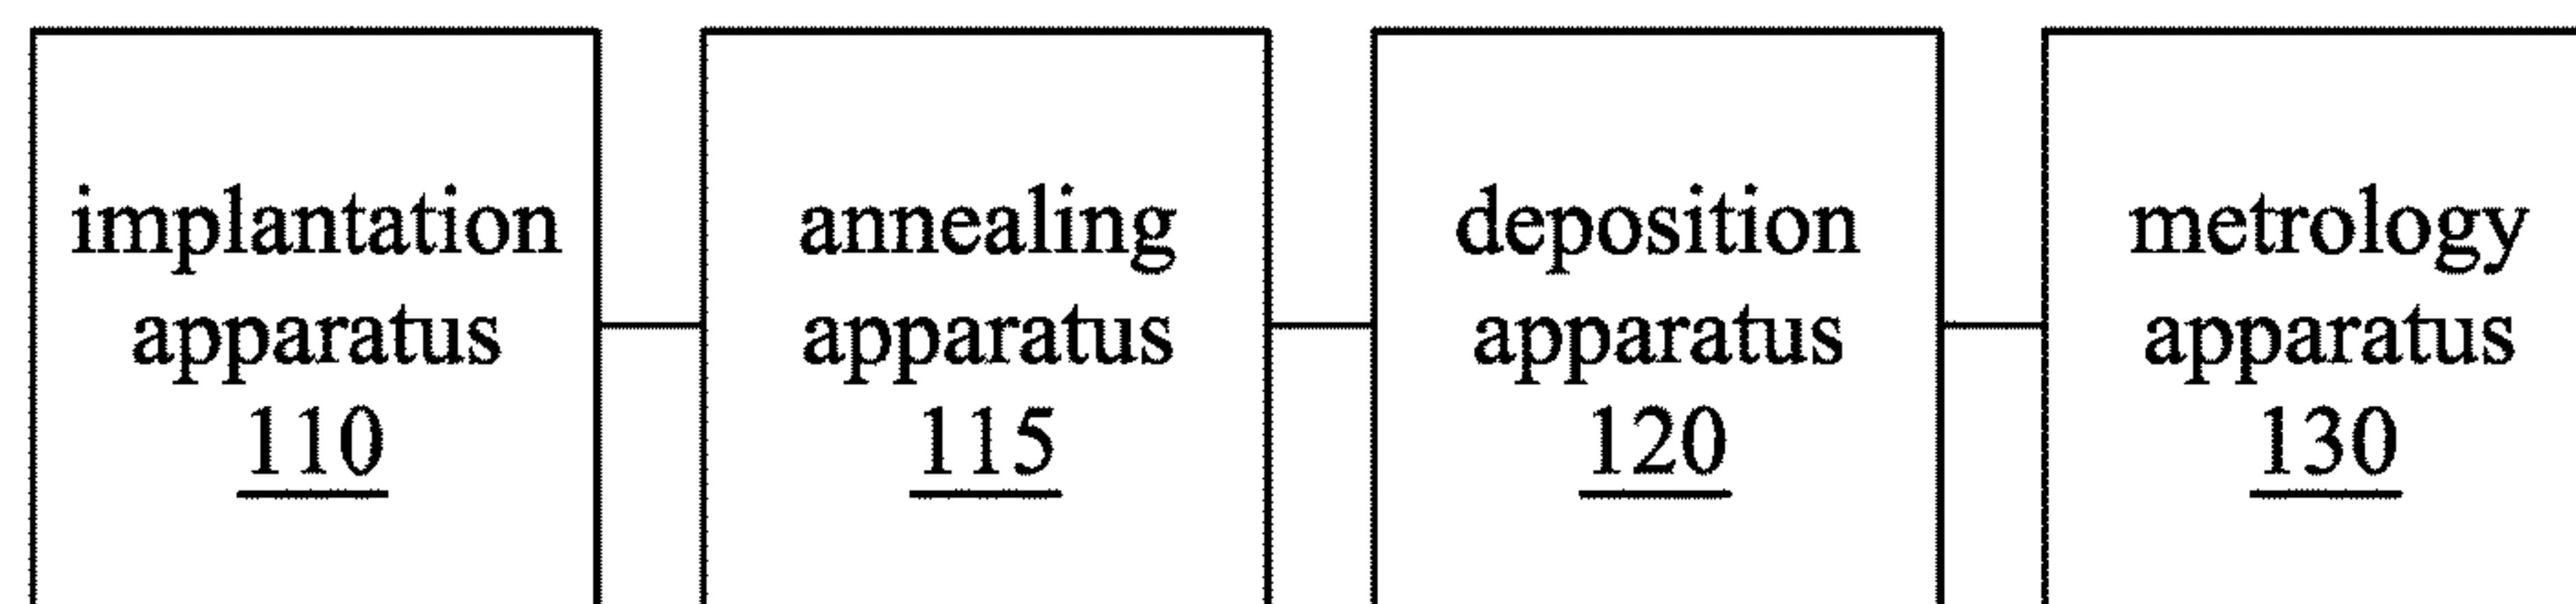 implantation
apparatus
110
annealing
apparatus
115
deposition
apparatus
120
metrology
apparatus
130